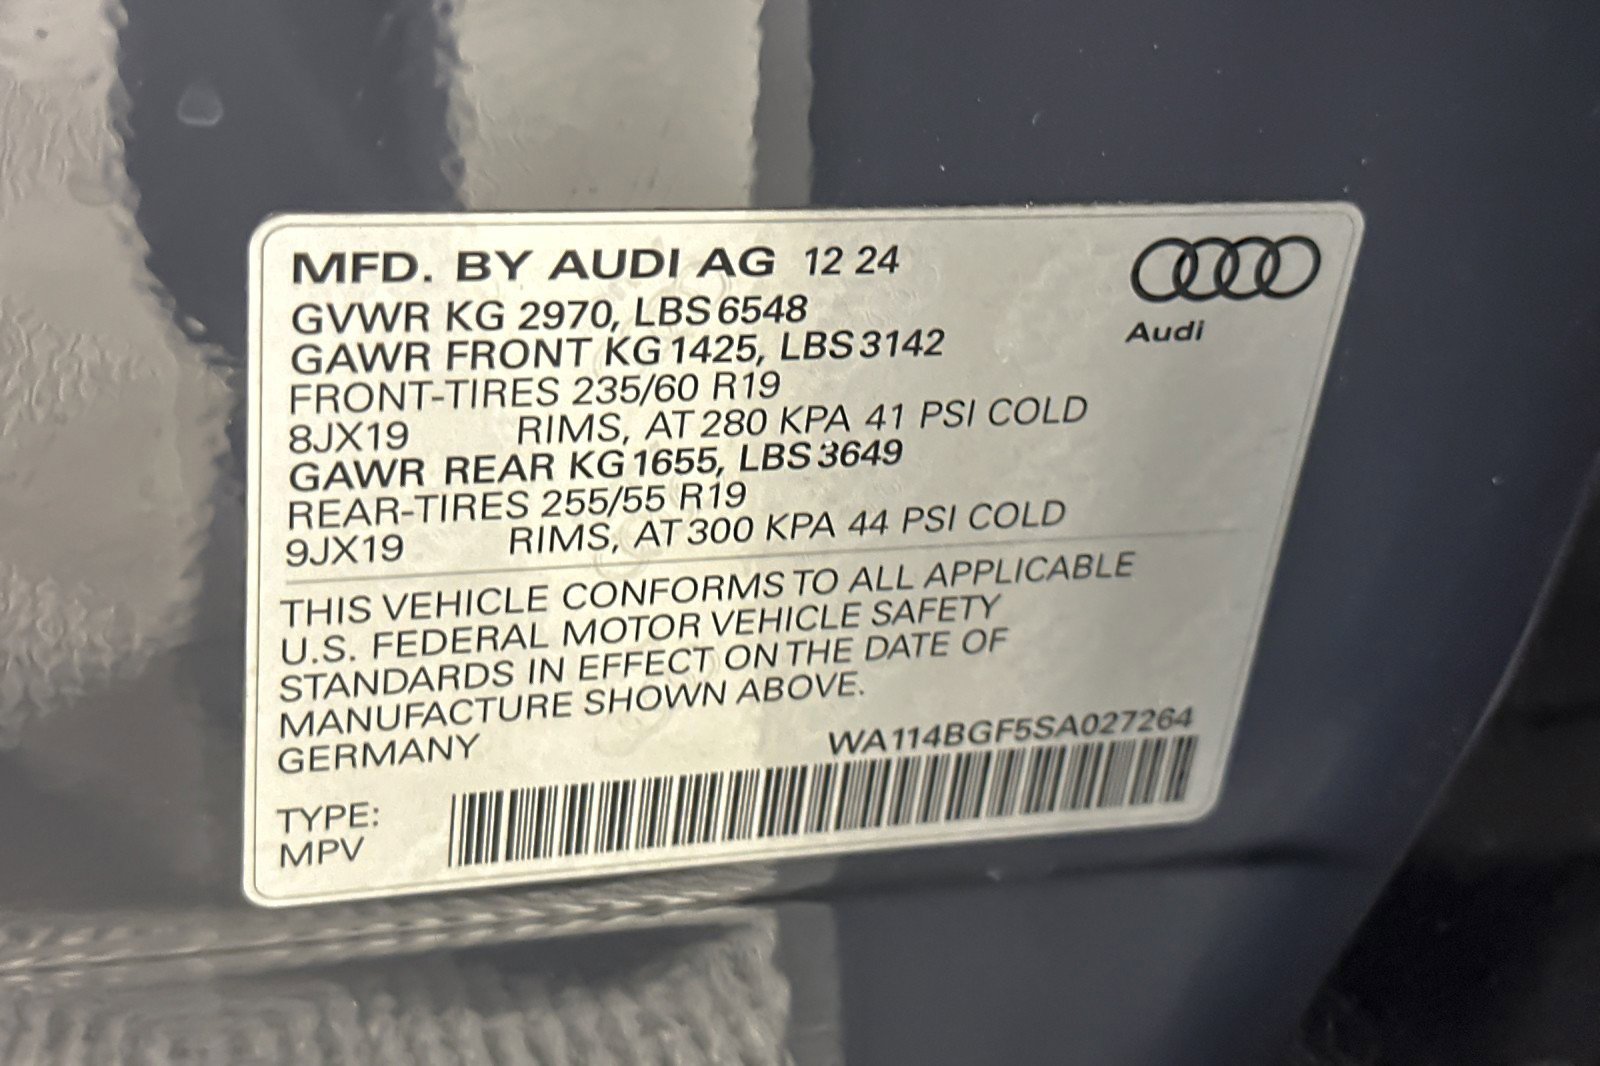 MFD. BY AUDI AG 12 24
GVWR KG 2970, LBS 6548
GAWR FRONT KG 1425, LBS 3142
FRONT-TIRES 235/60 R19
8JX19 RIMS, AT 280 KPA 41 PSI COLD
GAWR REAR KG 1655, LBS 3649
REAR-TIRES 255/55 R19
9JX19 RIMS, AT 300 KPA 44 PSI COLD
Audi
THIS VEHICLE CONFORMS TO ALL APPLICABLE
U.S. FEDERAL MOTOR VEHICLE SAFETY
STANDARDS IN EFFECT ON THE DATE OF
MANUFACTURE SHOWN ABOVE.
GERMANY
WA114BGF5SA027264
TYPE:
MPV